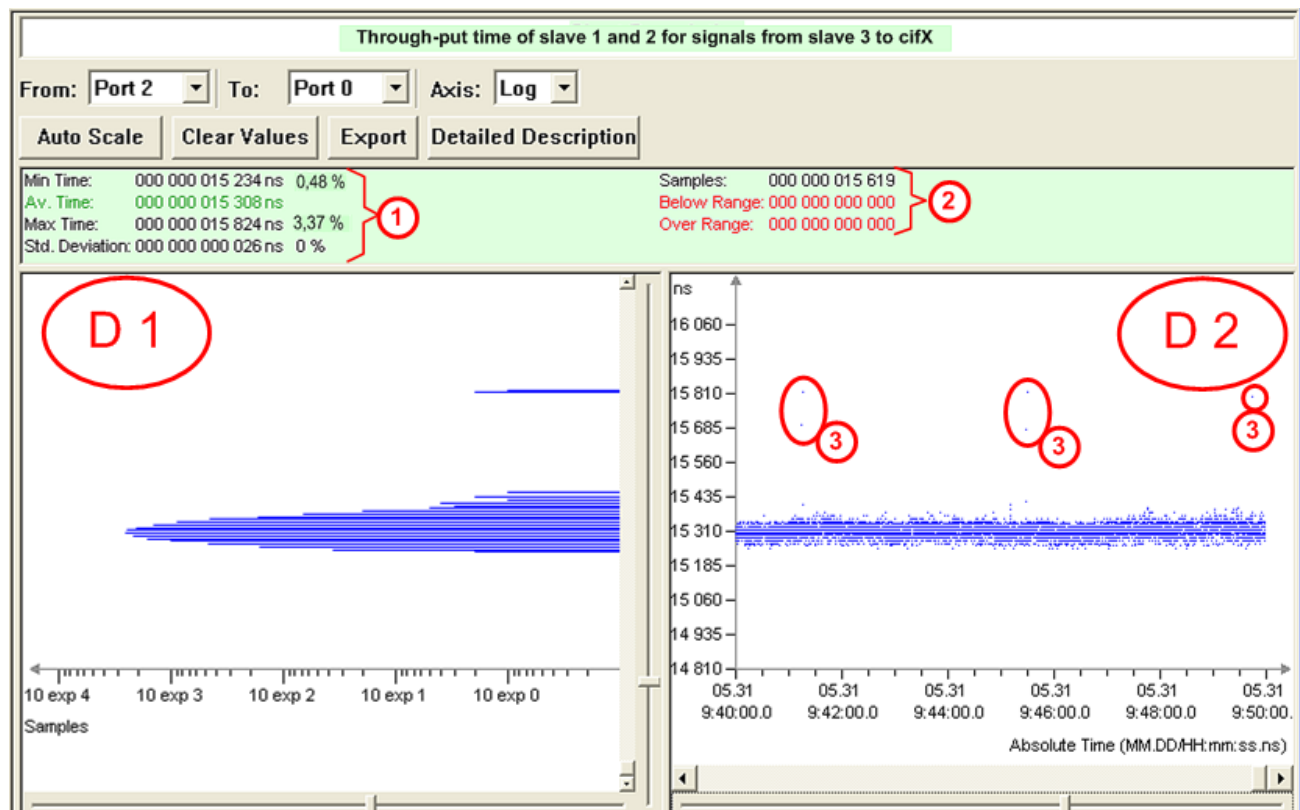 Through-put time of slave 1 and 2 for signals from slave 3 to cifX
From: Port 2 To: Port 0 Axis: Log
Auto Scale Clear Values Export Detailed Description
Min Time: 000 000 015 234 ns 0,48 %
Av. Time: 000 000 015 308 ns
Max Time: 000 000 015 824 ns 3,37 %
Std. Deviation: 000 000 000 026 ns 0 %
1
Samples: 000 000 015 619
Below Range: 000 000 000 000
Over Range: 000 000 000 000
2
D 1
10 exp 4 10 exp 3 10 exp 2 10 exp 1 10 exp 0
Samples
ns
D 2
16 060
15 935
15 810
15 685
15 560
15 435
15 310
15 185
15 060
14 935
14 810
3
3
3
05.31 05.31 05.31 05.31 05.31 05.31
9:40:00.0 9:42:00.0 9:44:00.0 9:46:00.0 9:48:00.0 9:50:00.
Absolute Time (MM.DD/HH:mm:ss.ns)